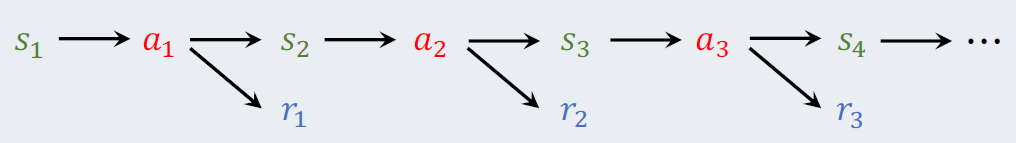 s₁ a₁ s₂ a₂ s₃ a₃ s₄ ⋯
r₁ r₂ r₃